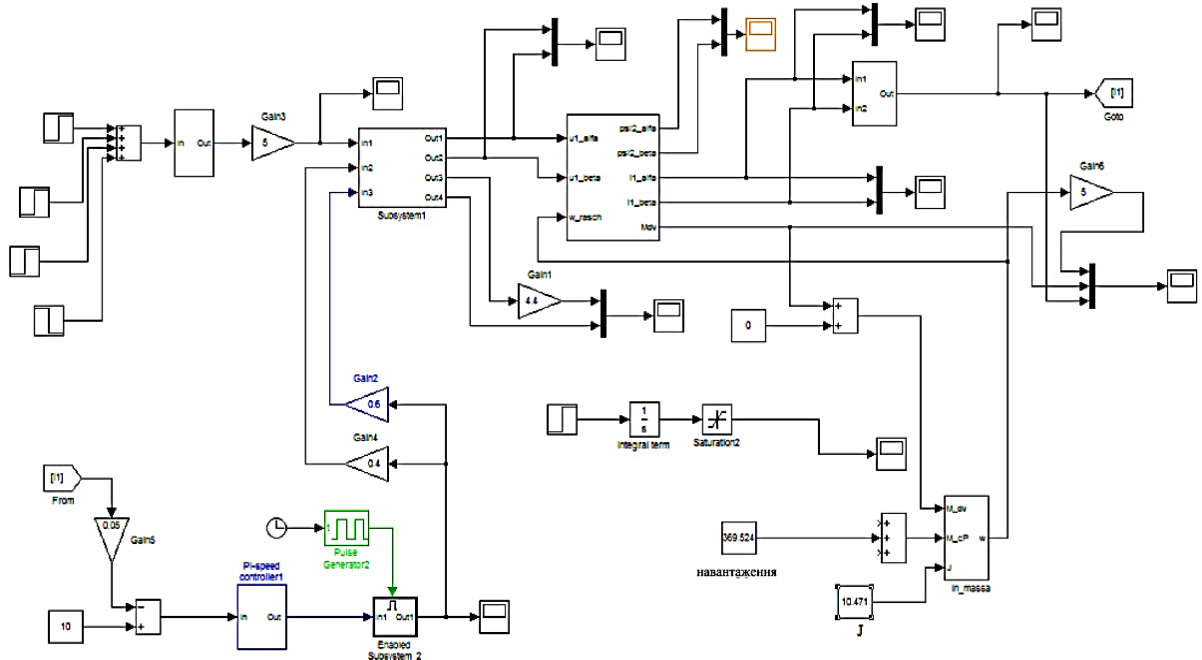 Gain3
5
In
Out
In1
In2
In3
Out1
Out2
Out3
Out4
Subsystem1
u1_alfa
u1_beta
w_rasch
psi2_alfa
psi2_beta
I1_alfa
I1_beta
Mdv
In1
In2
Out
[I1]
Goto
Gain6
5
Gain1
4.4
0
Gain2
0.6
Gain4
0.4
1
s
Integral term
Saturation2
[I1]
From
0.05
Gain5
t
Pulse
Generator2
PI-speed
controller1
In
Out
10
In1
Out1
Enabled
Subsystem 2
369.524
навантаження
M_dv
M_cP
J
w
in_massa
10.471
J